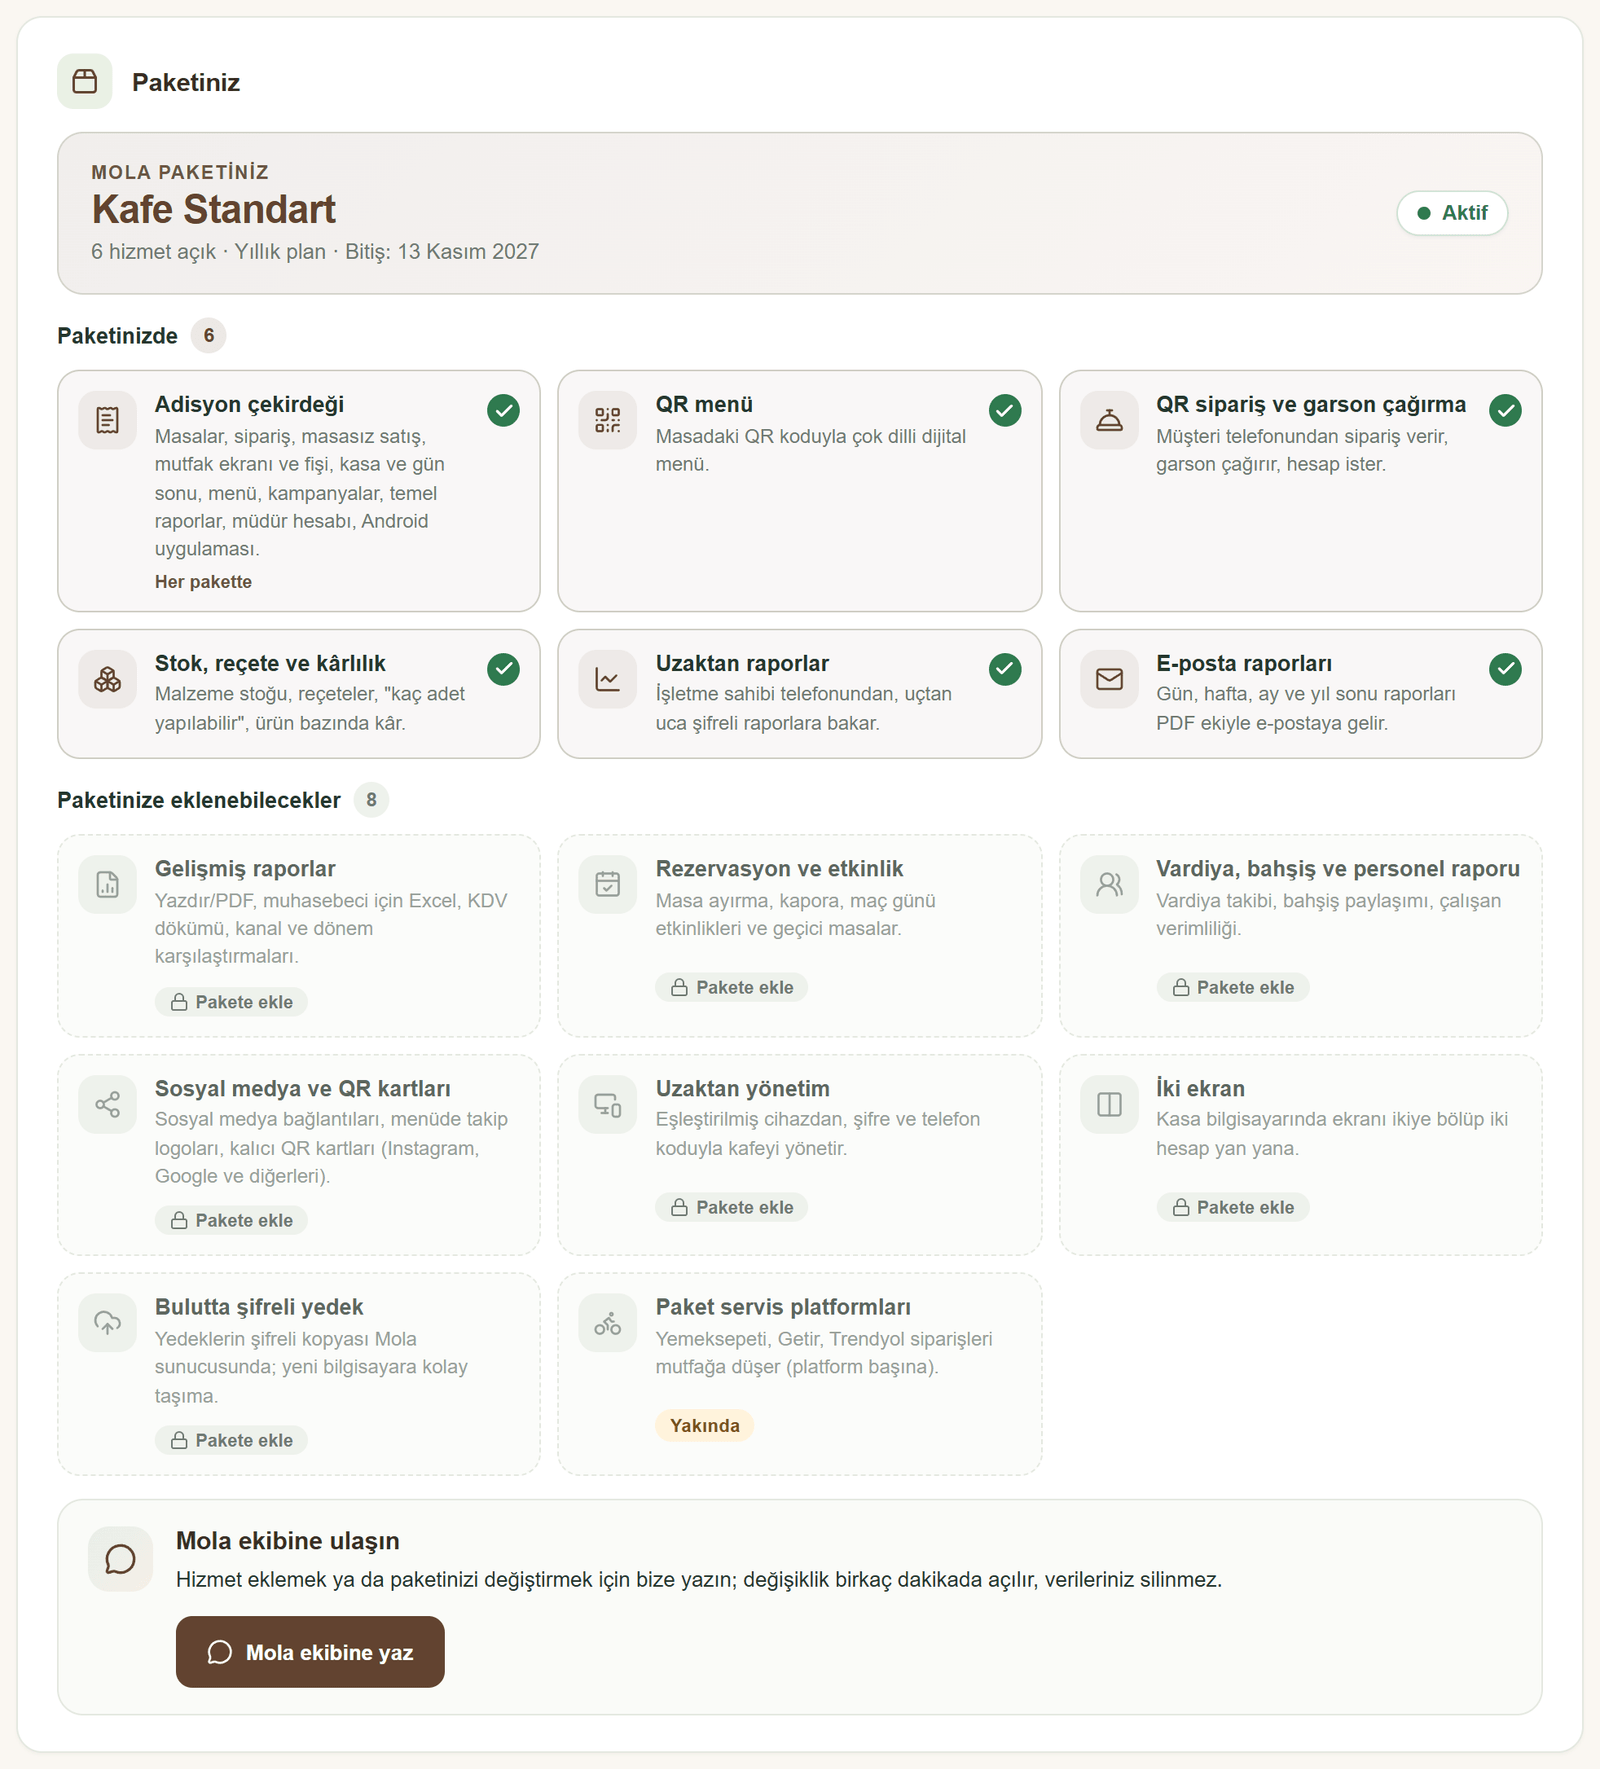 Paketiniz
MOLA PAKETİNİZ
Kafe Standart
6 hizmet açık · Yıllık plan · Bitiş: 13 Kasım 2027
Aktif
Paketinizde 6
Adisyon çekirdeği
Masalar, sipariş, masasız satış,
mutfak ekranı ve fişi, kasa ve gün
sonu, menü, kampanyalar, temel
raporlar, müdür hesabı, Android
uygulaması.
Her pakette
QR menü
Masadaki QR koduyla çok dilli dijital
menü.
QR sipariş ve garson çağırma
Müşteri telefonundan sipariş verir,
garson çağırır, hesap ister.
Stok, reçete ve kârlılık
Malzeme stoğu, reçeteler, "kaç adet
yapılabilir", ürün bazında kâr.
Uzaktan raporlar
İşletme sahibi telefonundan, uçtan
uca şifreli raporlara bakar.
E-posta raporları
Gün, hafta, ay ve yıl sonu raporları
PDF ekiyle e-postaya gelir.
Paketinize eklenebilecekler 8
Gelişmiş raporlar
Yazdır/PDF, muhasebeci için Excel, KDV
dökümü, kanal ve dönem
karşılaştırmaları.
Pakete ekle
Rezervasyon ve etkinlik
Masa ayırma, kapora, maç günü
etkinlikleri ve geçici masalar.
Pakete ekle
Vardiya, bahşiş ve personel raporu
Vardiya takibi, bahşiş paylaşımı, çalışan
verimliliği.
Pakete ekle
Sosyal medya ve QR kartları
Sosyal medya bağlantıları, menüde takip
logoları, kalıcı QR kartları (Instagram,
Google ve diğerleri).
Pakete ekle
Uzaktan yönetim
Eşleştirilmiş cihazdan, şifre ve telefon
koduyla kafeyi yönetir.
Pakete ekle
İki ekran
Kasa bilgisayarında ekranı ikiye bölüp iki
hesap yan yana.
Pakete ekle
Bulutta şifreli yedek
Yedeklerin şifreli kopyası Mola
sunucusunda; yeni bilgisayara kolay
taşıma.
Pakete ekle
Paket servis platformları
Yemeksepeti, Getir, Trendyol siparişleri
mutfağa düşer (platform başına).
Yakında
Mola ekibine ulaşın
Hizmet eklemek ya da paketinizi değiştirmek için bize yazın; değişiklik birkaç dakikada açılır, verileriniz silinmez.
Mola ekibine yaz